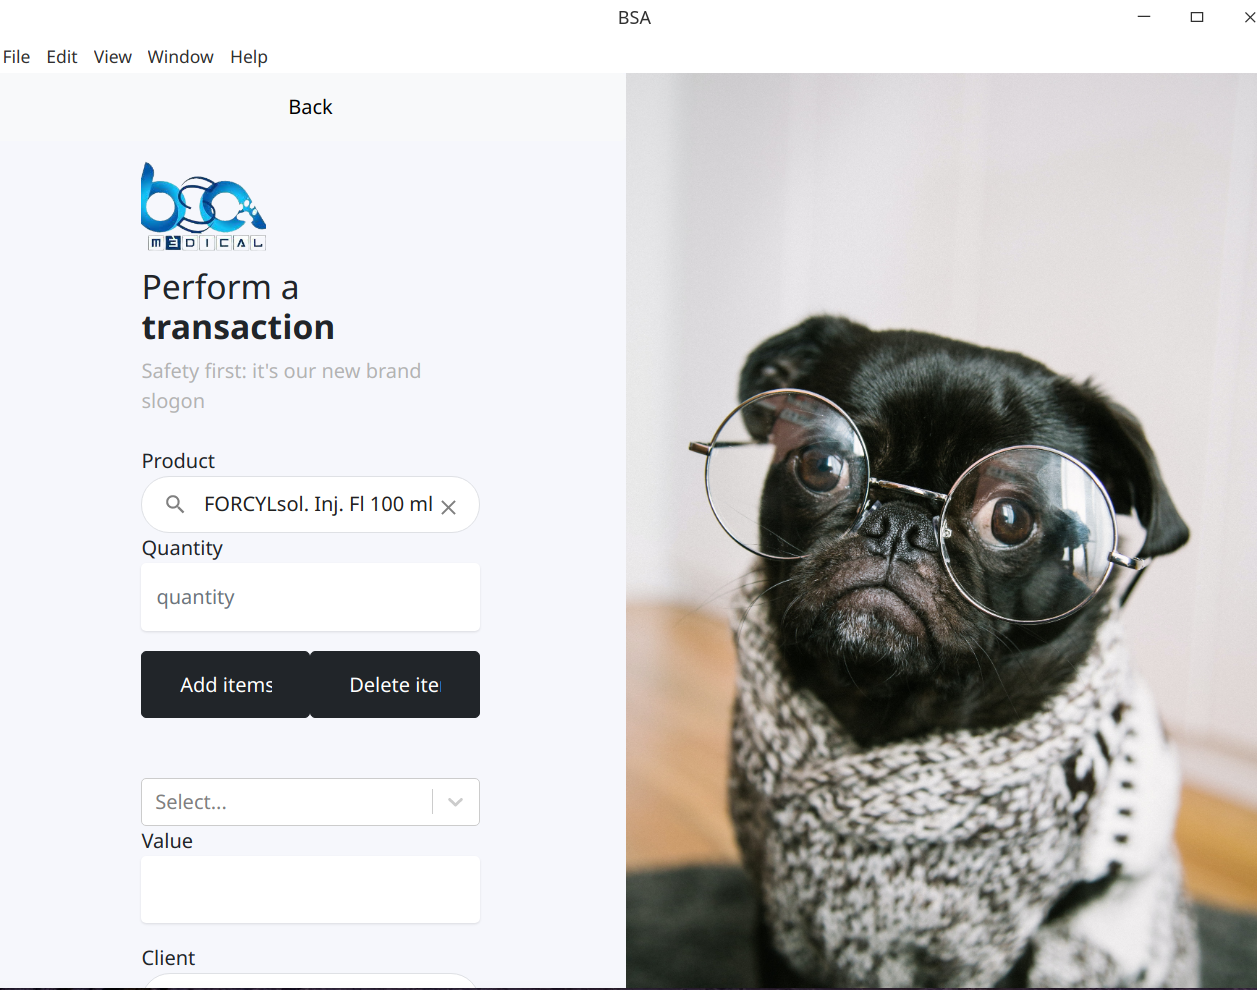 BSA
File Edit View Window Help
Back
bsa
MEDICAL
Perform a
transaction
Safety first: it's our new brand
slogon
Product
FORCYLsol. Inj. Fl 100 ml
Quantity
quantity
Add items Delete ite
Select...
Value
Client